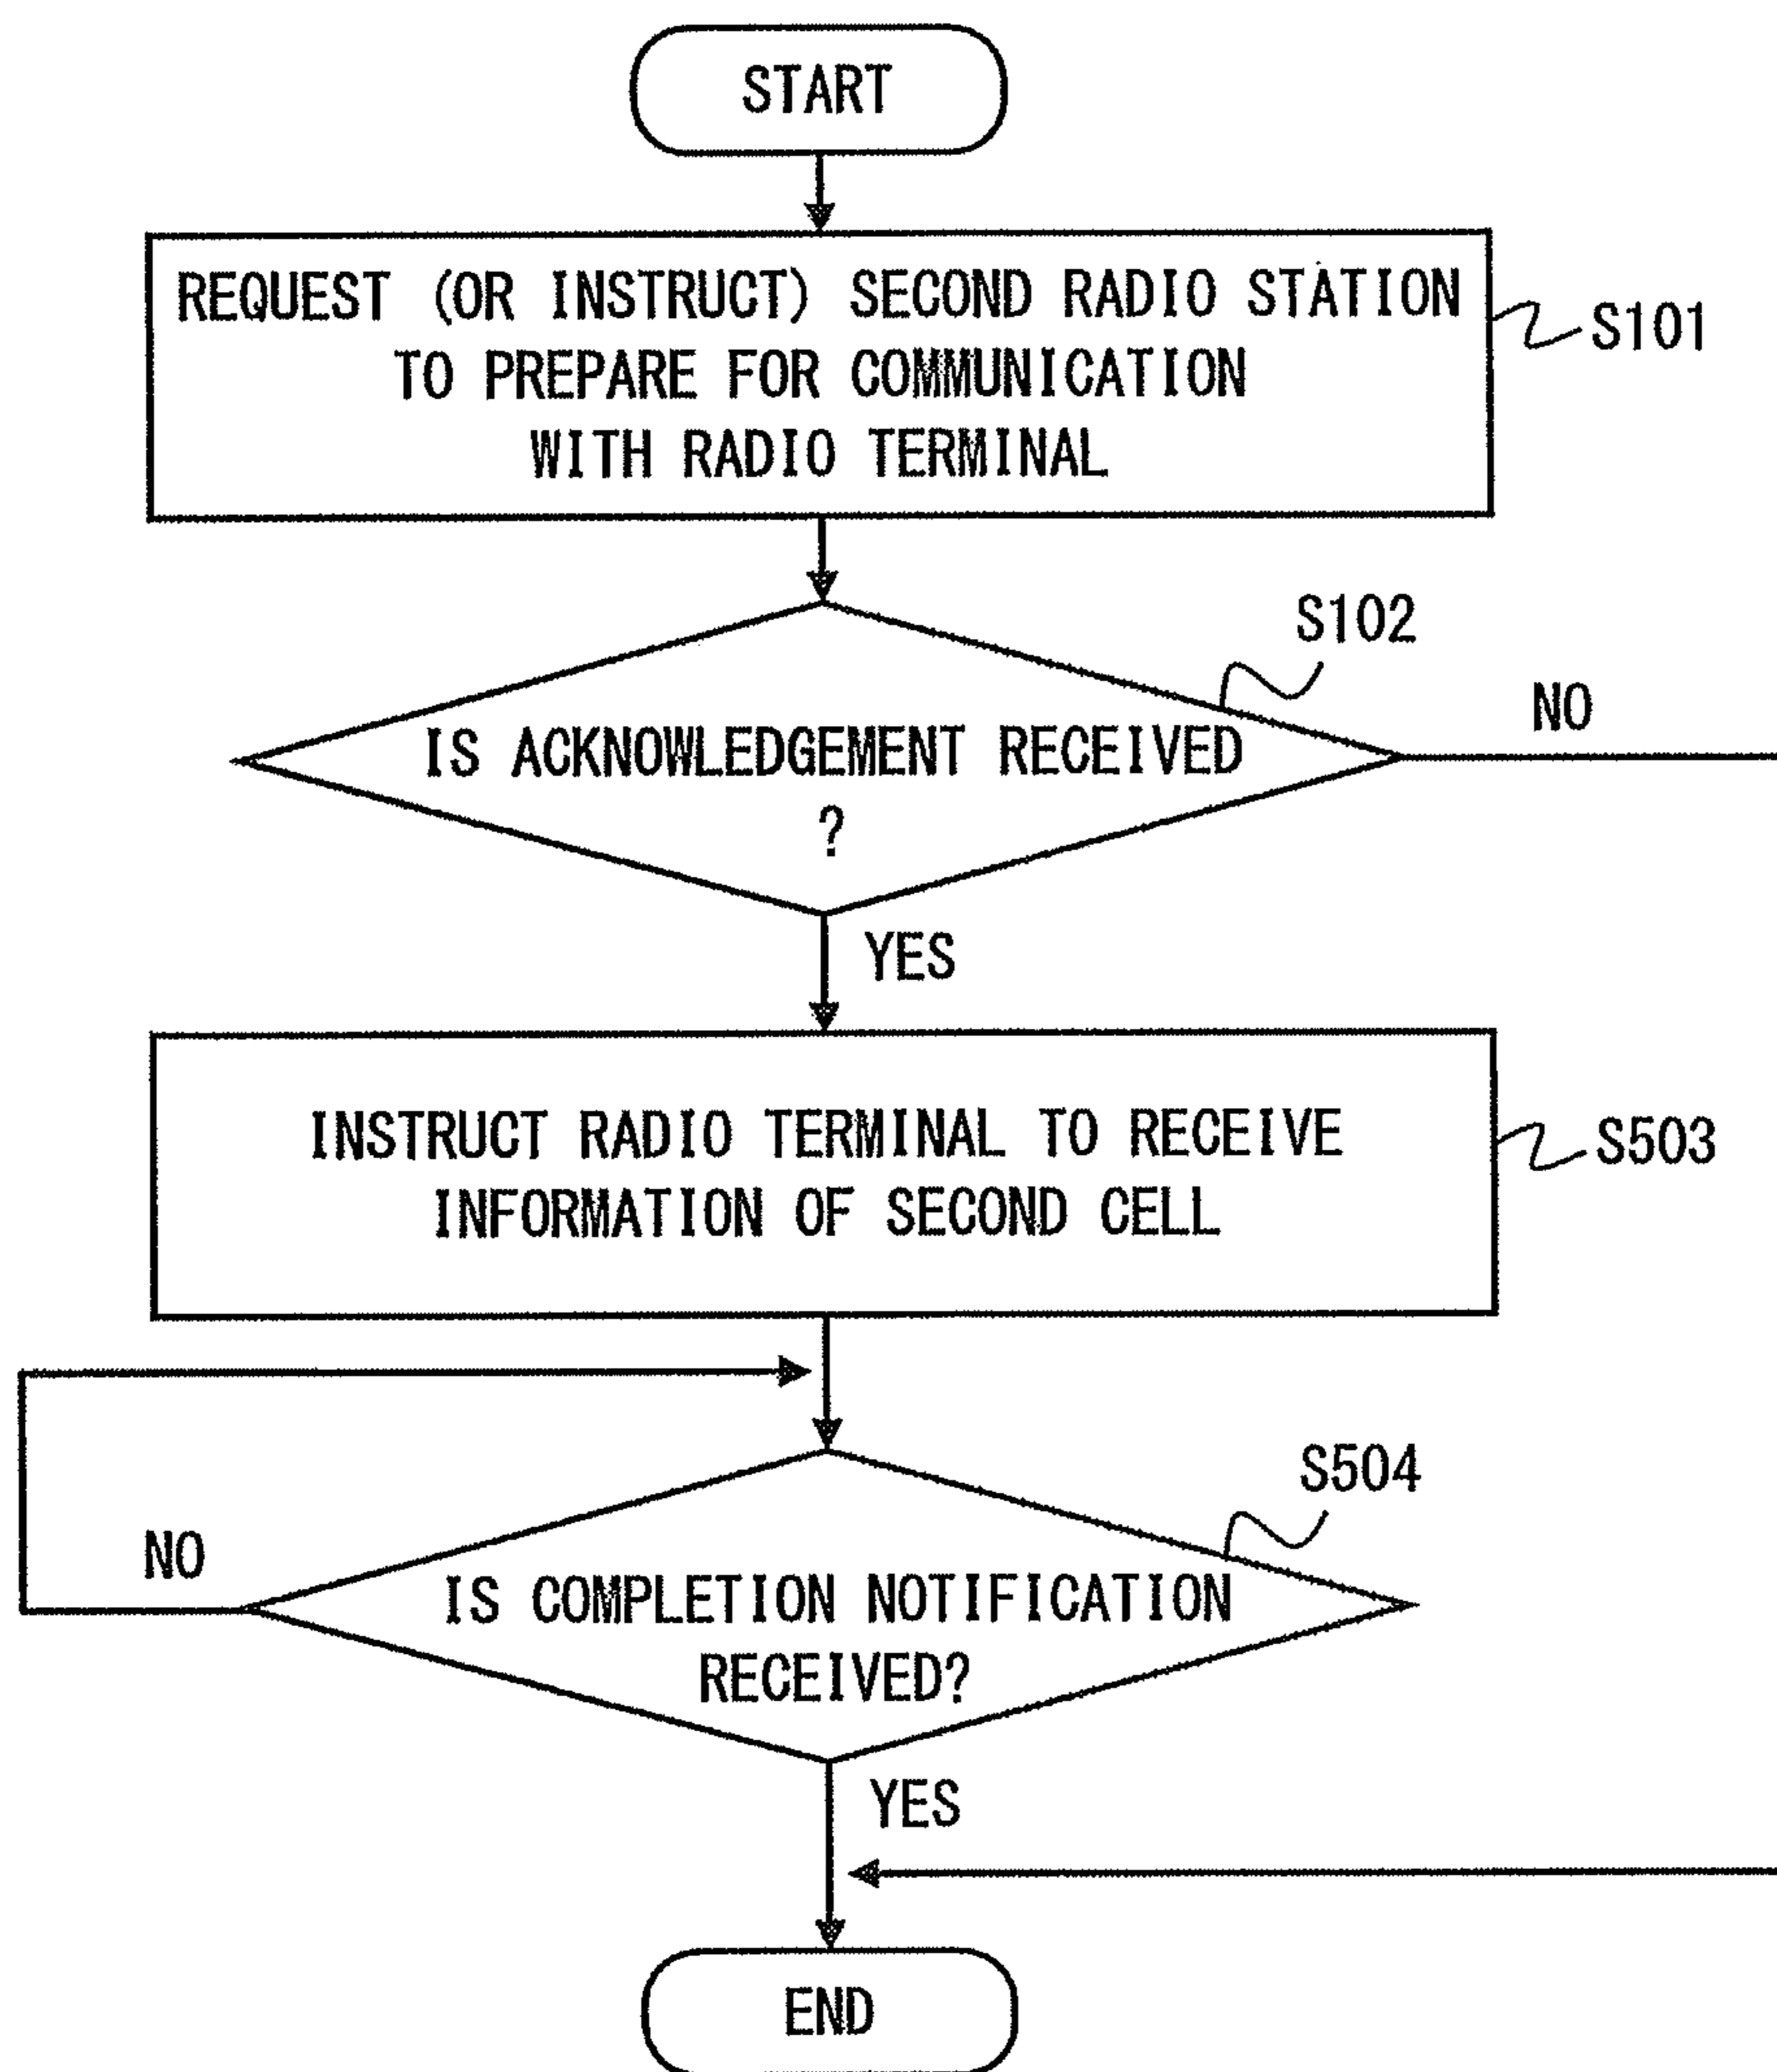 START
REQUEST (OR INSTRUCT) SECOND RADIO STATION
TO PREPARE FOR COMMUNICATION
WITH RADIO TERMINAL
S101
S102
NO
IS ACKNOWLEDGEMENT RECEIVED
?
YES
INSTRUCT RADIO TERMINAL TO RECEIVE
INFORMATION OF SECOND CELL
S503
S504
NO
IS COMPLETION NOTIFICATION
RECEIVED?
YES
END